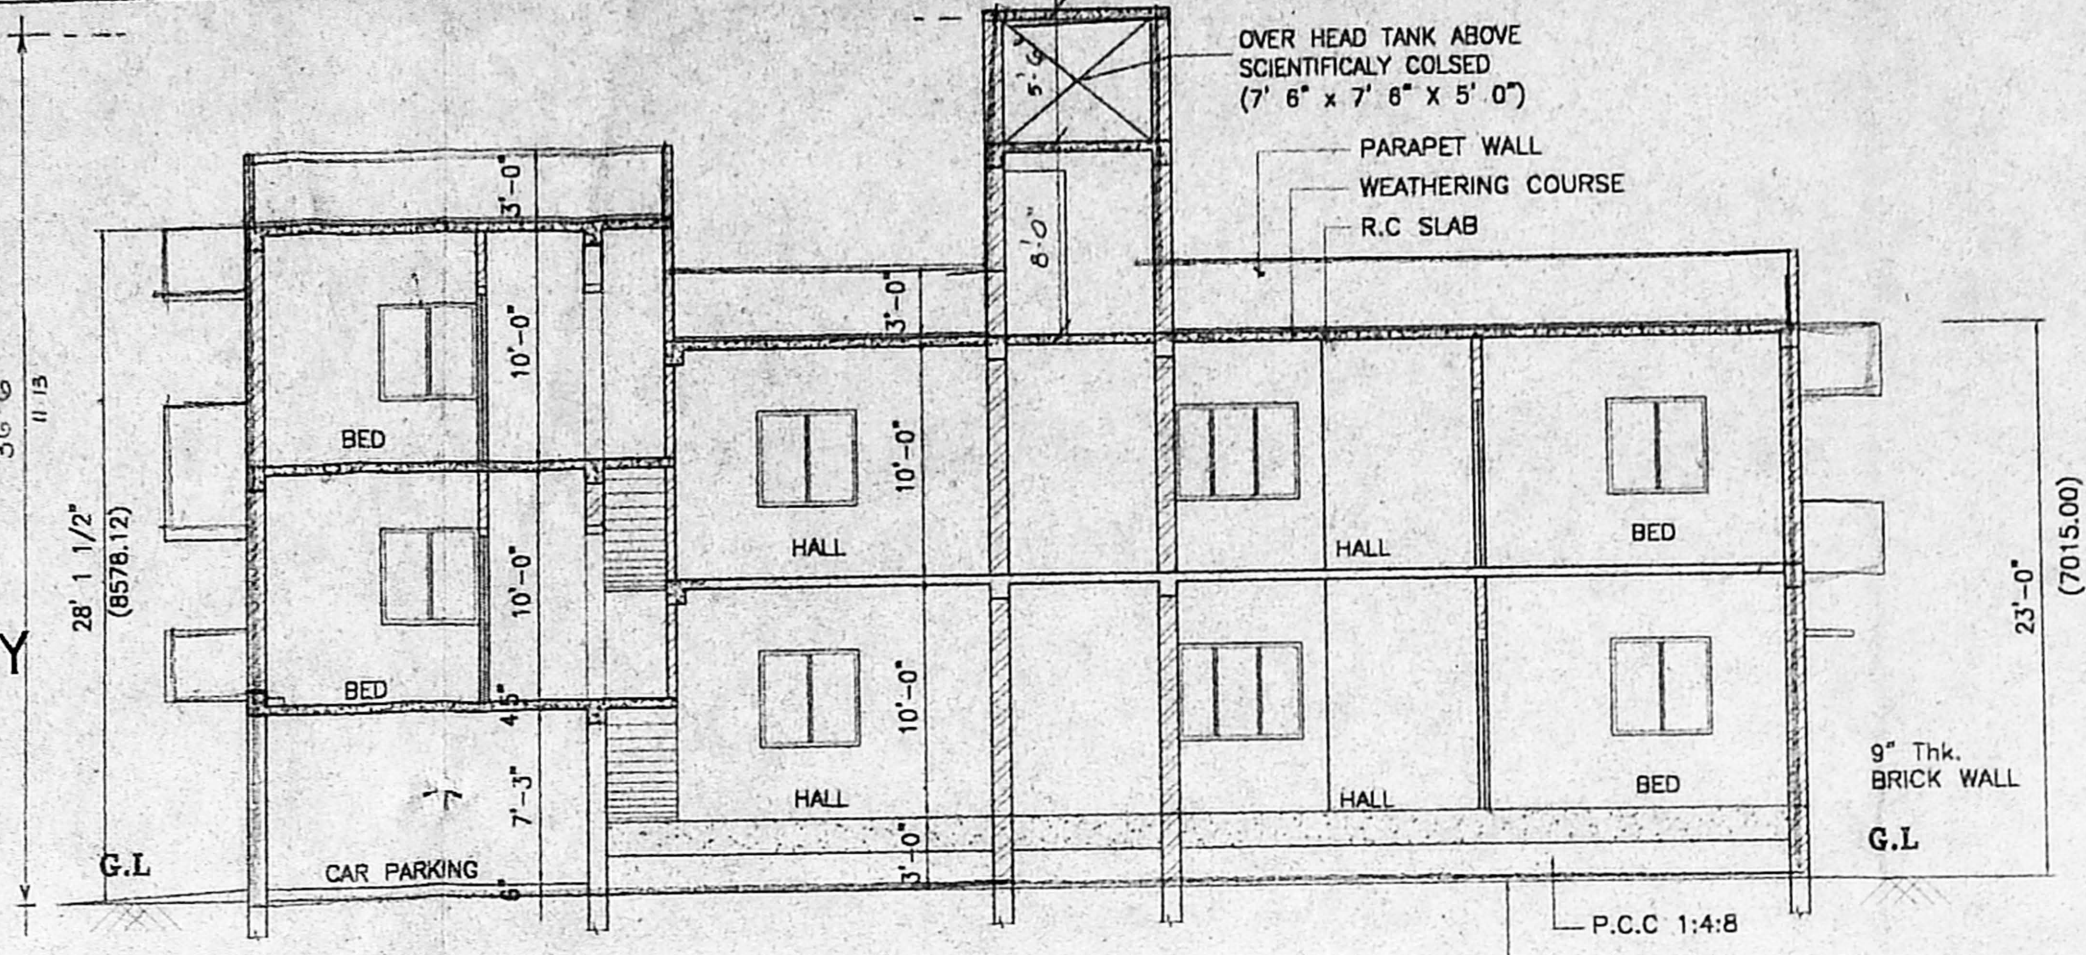 OVER HEAD TANK ABOVE
SCIENTIFICALY COLSED
(7' 6" x 7' 6" X 5' 0")
PARAPET WALL
WEATHERING COURSE
R.C SLAB
5'-6"
8'-0"
3'-0"
3'-0"
10'-0"
10'-0"
10'-0"
10'-0"
BED
BED
HALL
HALL
BED
HALL
HALL
BED
11.13
28' 1 1/2"
(8578.12)
Y
4.5"
7'-3"
6"
3'-0"
CAR PARKING
G.L
23'-0"
(7015.00)
9" Thk.
BRICK WALL
G.L
P.C.C 1:4:8